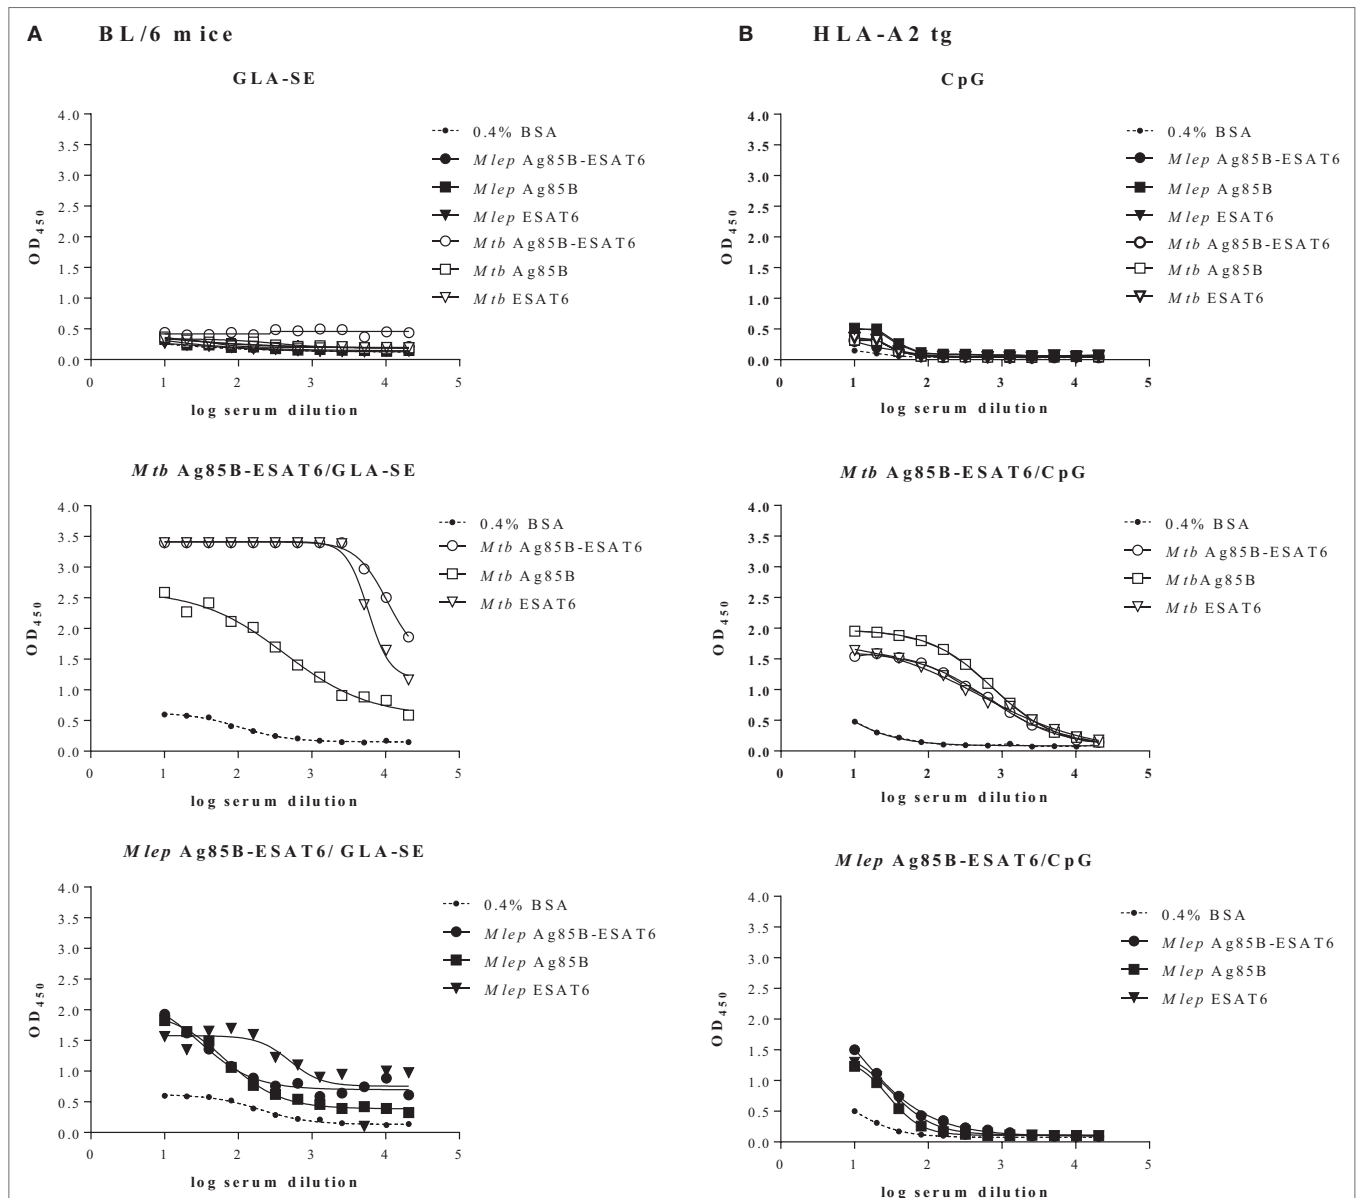 A BL/6 mice
GLA-SE
4.0
3.5
3.0
2.5
2.0
1.5
1.0
0.5
0.0
OD450
0 1 2 3 4 5
log serum dilution
0.4% BSA
Mlep Ag85B-ESAT6
Mlep Ag85B
Mlep ESAT6
Mtb Ag85B-ESAT6
Mtb Ag85B
Mtb ESAT6
Mtb Ag85B-ESAT6/GLA-SE
4.0
3.5
3.0
2.5
2.0
1.5
1.0
0.5
0.0
OD450
0 1 2 3 4 5
log serum dilution
0.4% BSA
Mtb Ag85B-ESAT6
Mtb Ag85B
Mtb ESAT6
Mlep Ag85B-ESAT6/ GLA-SE
4.0
3.5
3.0
2.5
2.0
1.5
1.0
0.5
0.0
OD450
0 1 2 3 4 5
log serum dilution
0.4% BSA
Mlep Ag85B-ESAT6
Mlep Ag85B
Mlep ESAT6
B HLA-A2 tg
CpG
4.0
3.5
3.0
2.5
2.0
1.5
1.0
0.5
0.0
OD450
0 1 2 3 4 5
log serum dilution
0.4% BSA
Mlep Ag85B-ESAT6
Mlep Ag85B
Mlep ESAT6
Mtb Ag85B-ESAT6
Mtb Ag85B
Mtb ESAT6
Mtb Ag85B-ESAT6/CpG
4.0
3.5
3.0
2.5
2.0
1.5
1.0
0.5
0.0
OD450
0 1 2 3 4 5
log serum dilution
0.4% BSA
Mtb Ag85B-ESAT6
MtbAg85B
Mtb ESAT6
Mlep Ag85B-ESAT6/CpG
4.0
3.5
3.0
2.5
2.0
1.5
1.0
0.5
0.0
OD450
0 1 2 3 4 5
log serum dilution
0.4% BSA
Mlep Ag85B-ESAT6
Mlep Ag85B
Mlep ESAT6